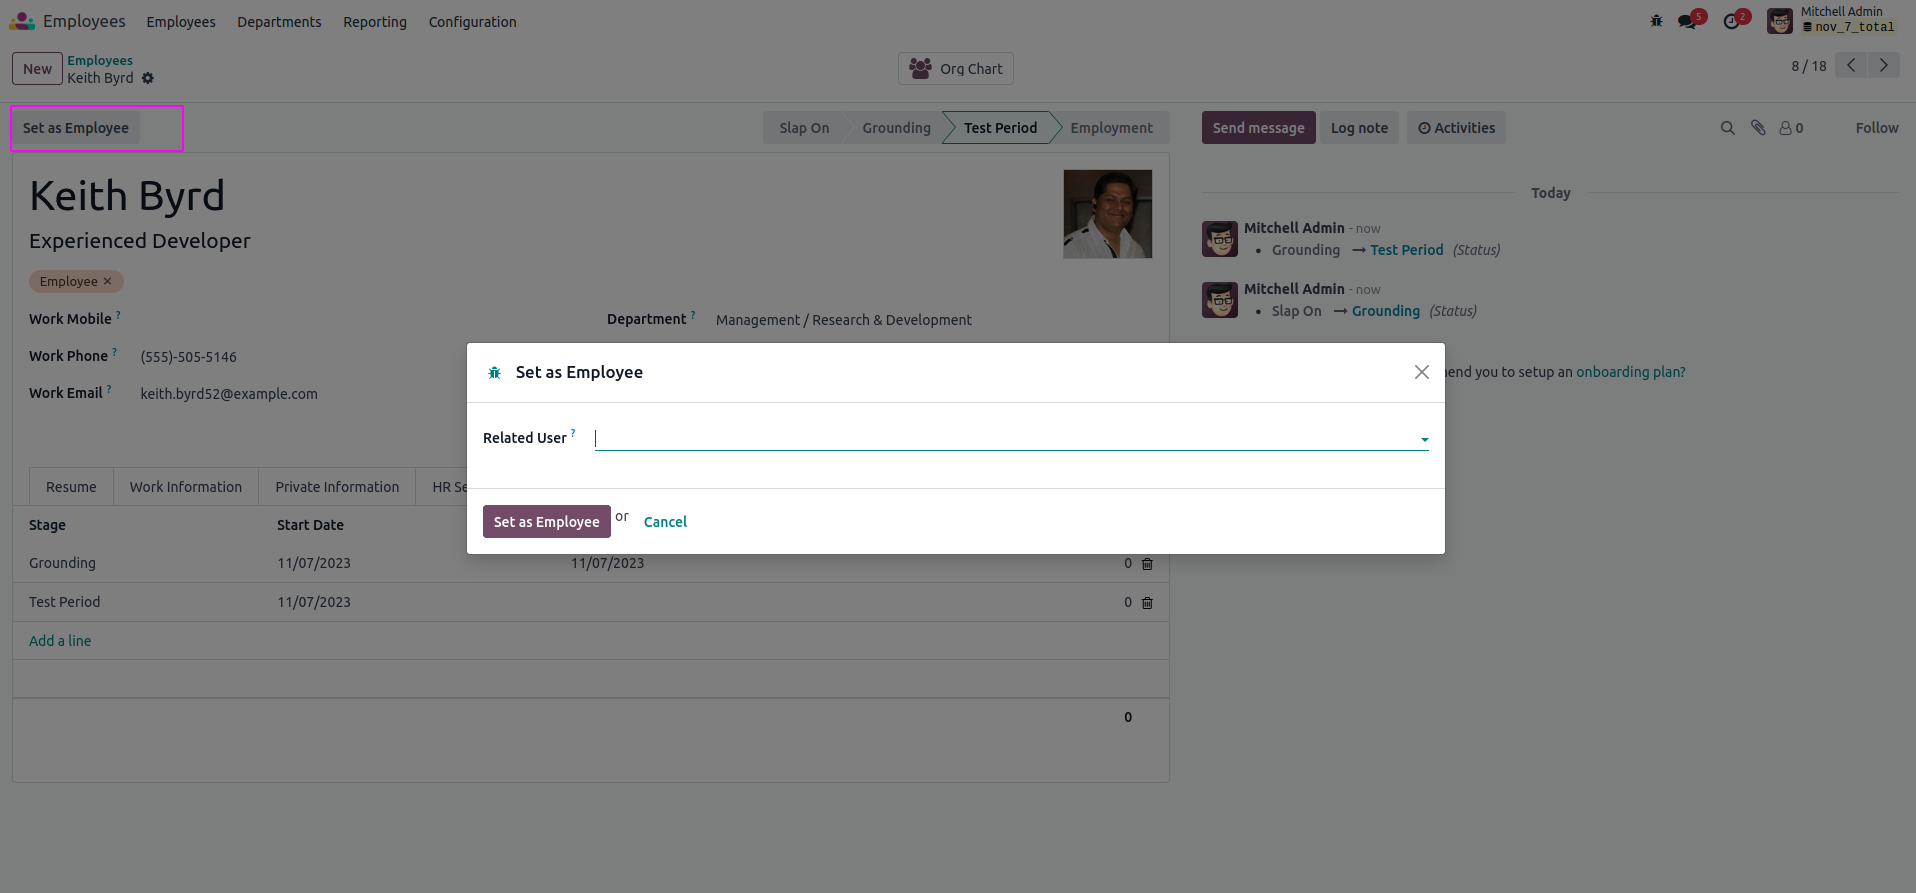 Employees Employees Departments Reporting Configuration 5 2 Mitchell Admin
nov_7_total
New Employees
Keith Byrd
Org Chart
8 / 18
Set as Employee
Slap On Grounding Test Period Employment
Send message Log note Activities 0 Follow
Keith Byrd
Experienced Developer
Employee ×
Work Mobile ?
Department ? Management / Research & Development
Work Phone ? (555)-505-5146
Work Email ? keith.byrd52@example.com
Resume Work Information Private Information HR Se
Stage Start Date
Grounding 11/07/2023 11/07/2023 0
Test Period 11/07/2023 0
Add a line
0
Today
Mitchell Admin - now
• Grounding → Test Period (Status)
Mitchell Admin - now
• Slap On → Grounding (Status)
end you to setup an onboarding plan?
Set as Employee
Related User ?
Set as Employee or Cancel